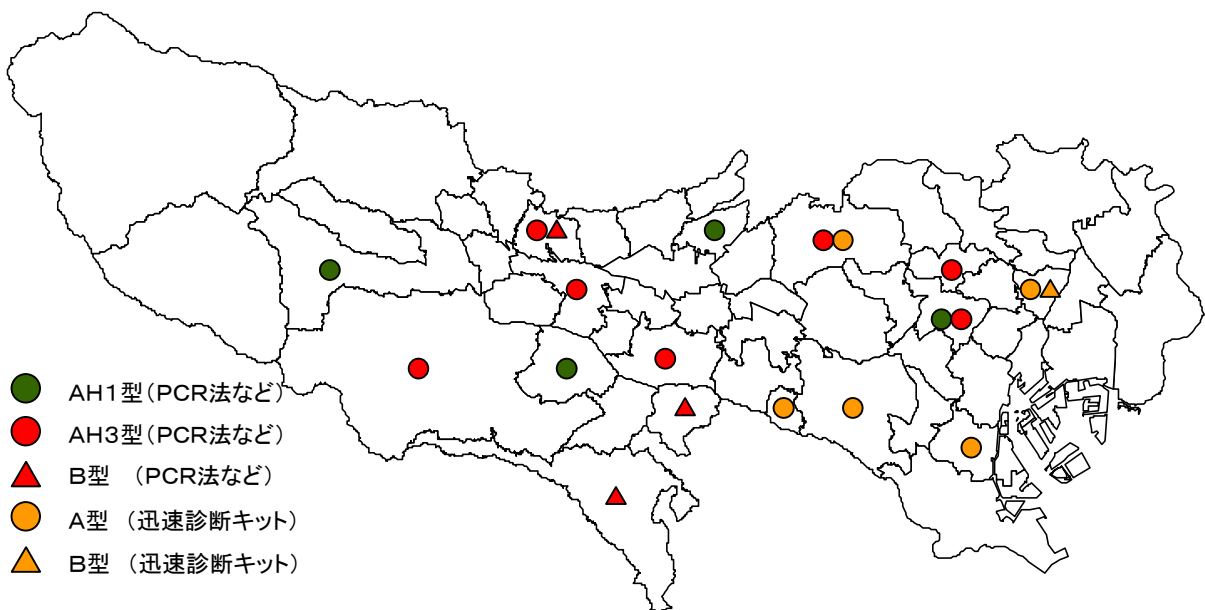 AH1型(PCR法など)
AH3型(PCR法など)
B型 (PCR法など)
A型 (迅速診断キット)
B型 (迅速診断キット)